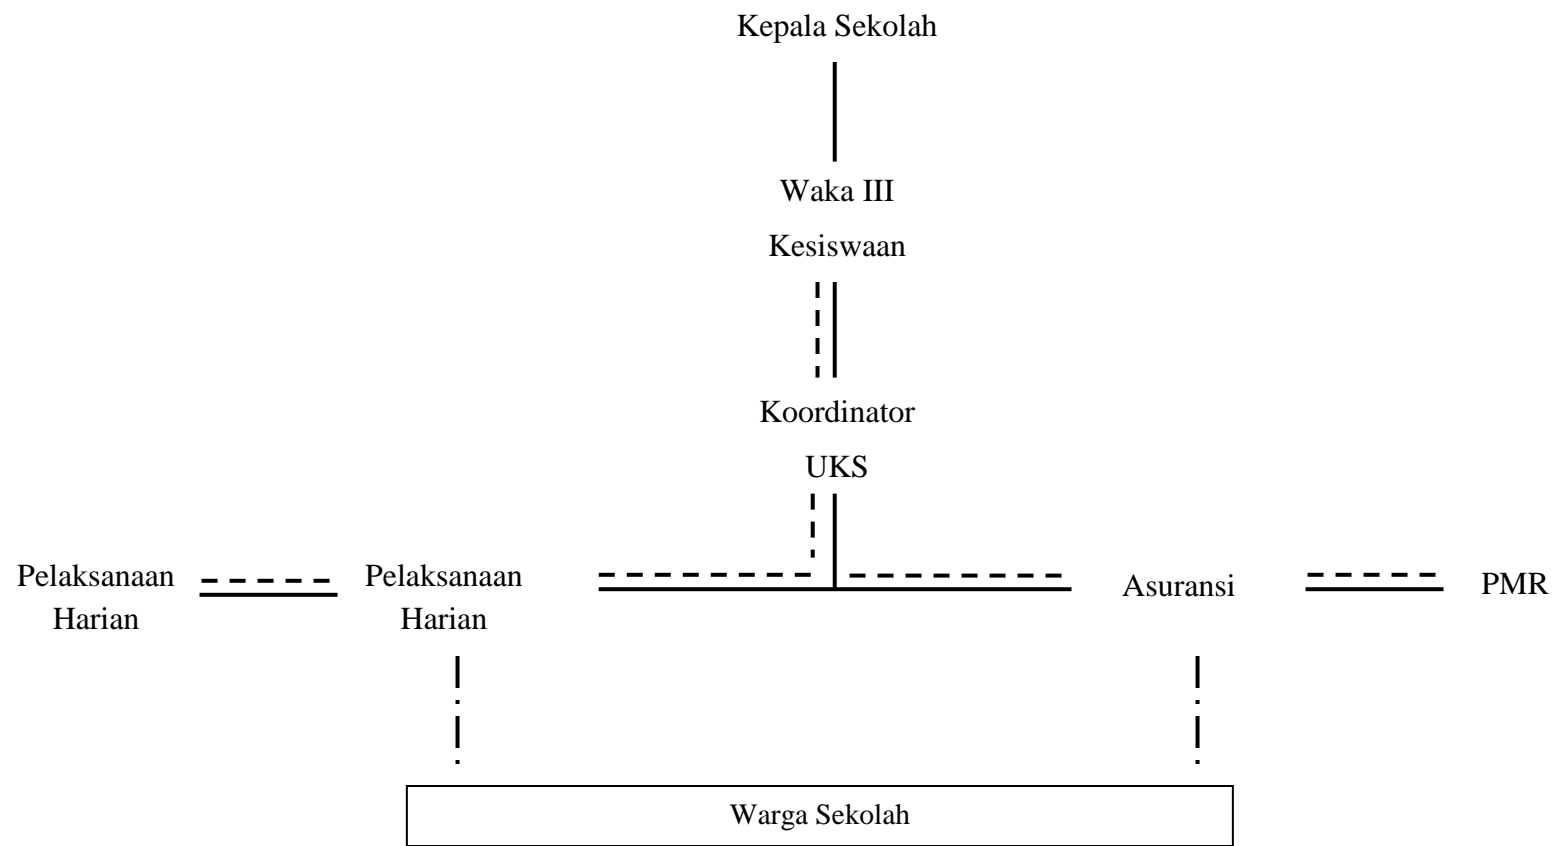 Kepala Sekolah
Waka III
Kesiswaan
Koordinator
UKS
Pelaksanaan
Harian
Pelaksanaan
Harian
Asuransi
PMR
Warga Sekolah